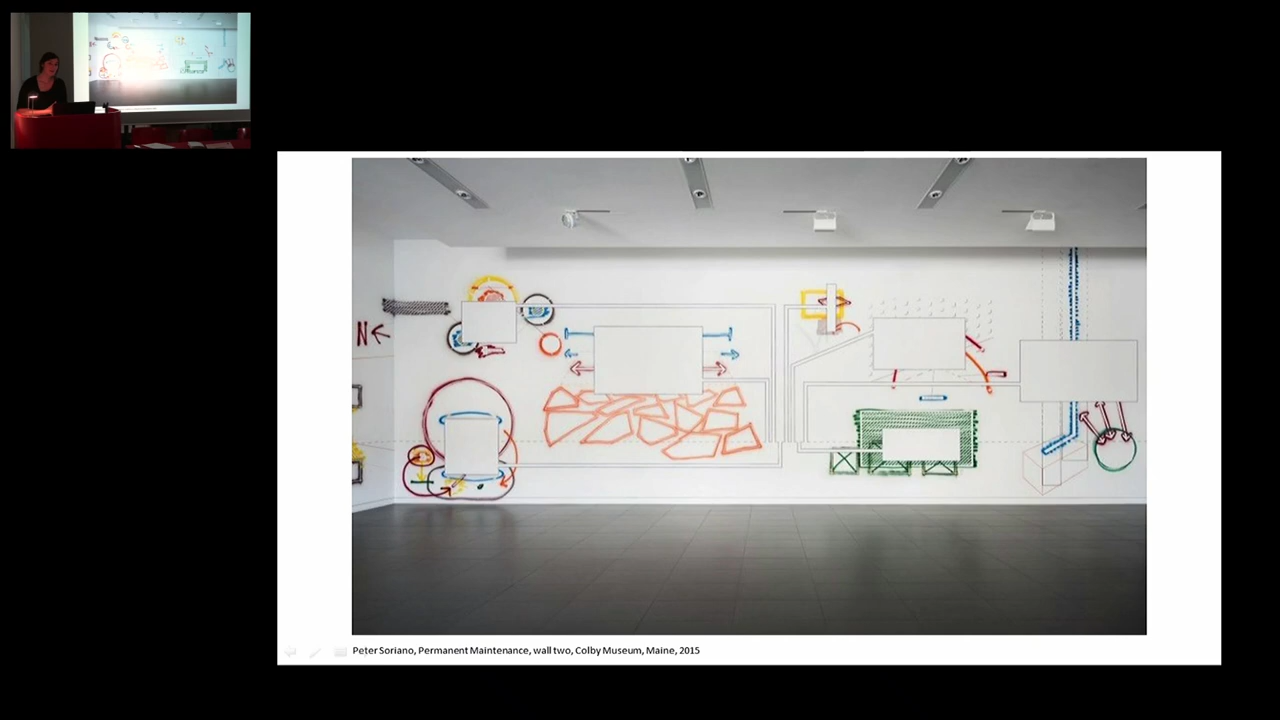 N
Peter Soriano, Permanent Maintenance, wall two, Colby Museum, Maine, 2015